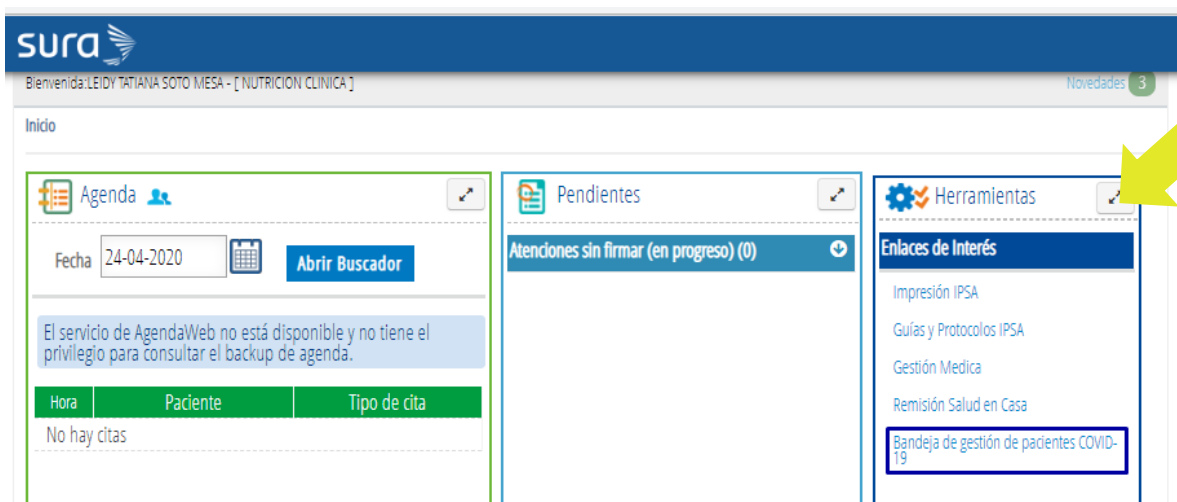 sura
Bienvenida:LEIDY TATIANA SOTO MESA - [ NUTRICION CLINICA ]
Novedades 3
Inicio
Agenda
Fecha 24-04-2020 Abrir Buscador
El servicio de AgendaWeb no está disponible y no tiene el
privilegio para consultar el backup de agenda.
Hora Paciente Tipo de cita
No hay citas
Pendientes
Atenciones sin firmar (en progreso) (0)
Herramientas
Enlaces de Interés
Impresión IPSA
Guías y Protocolos IPSA
Gestión Medica
Remisión Salud en Casa
Bandeja de gestión de pacientes COVID-
19